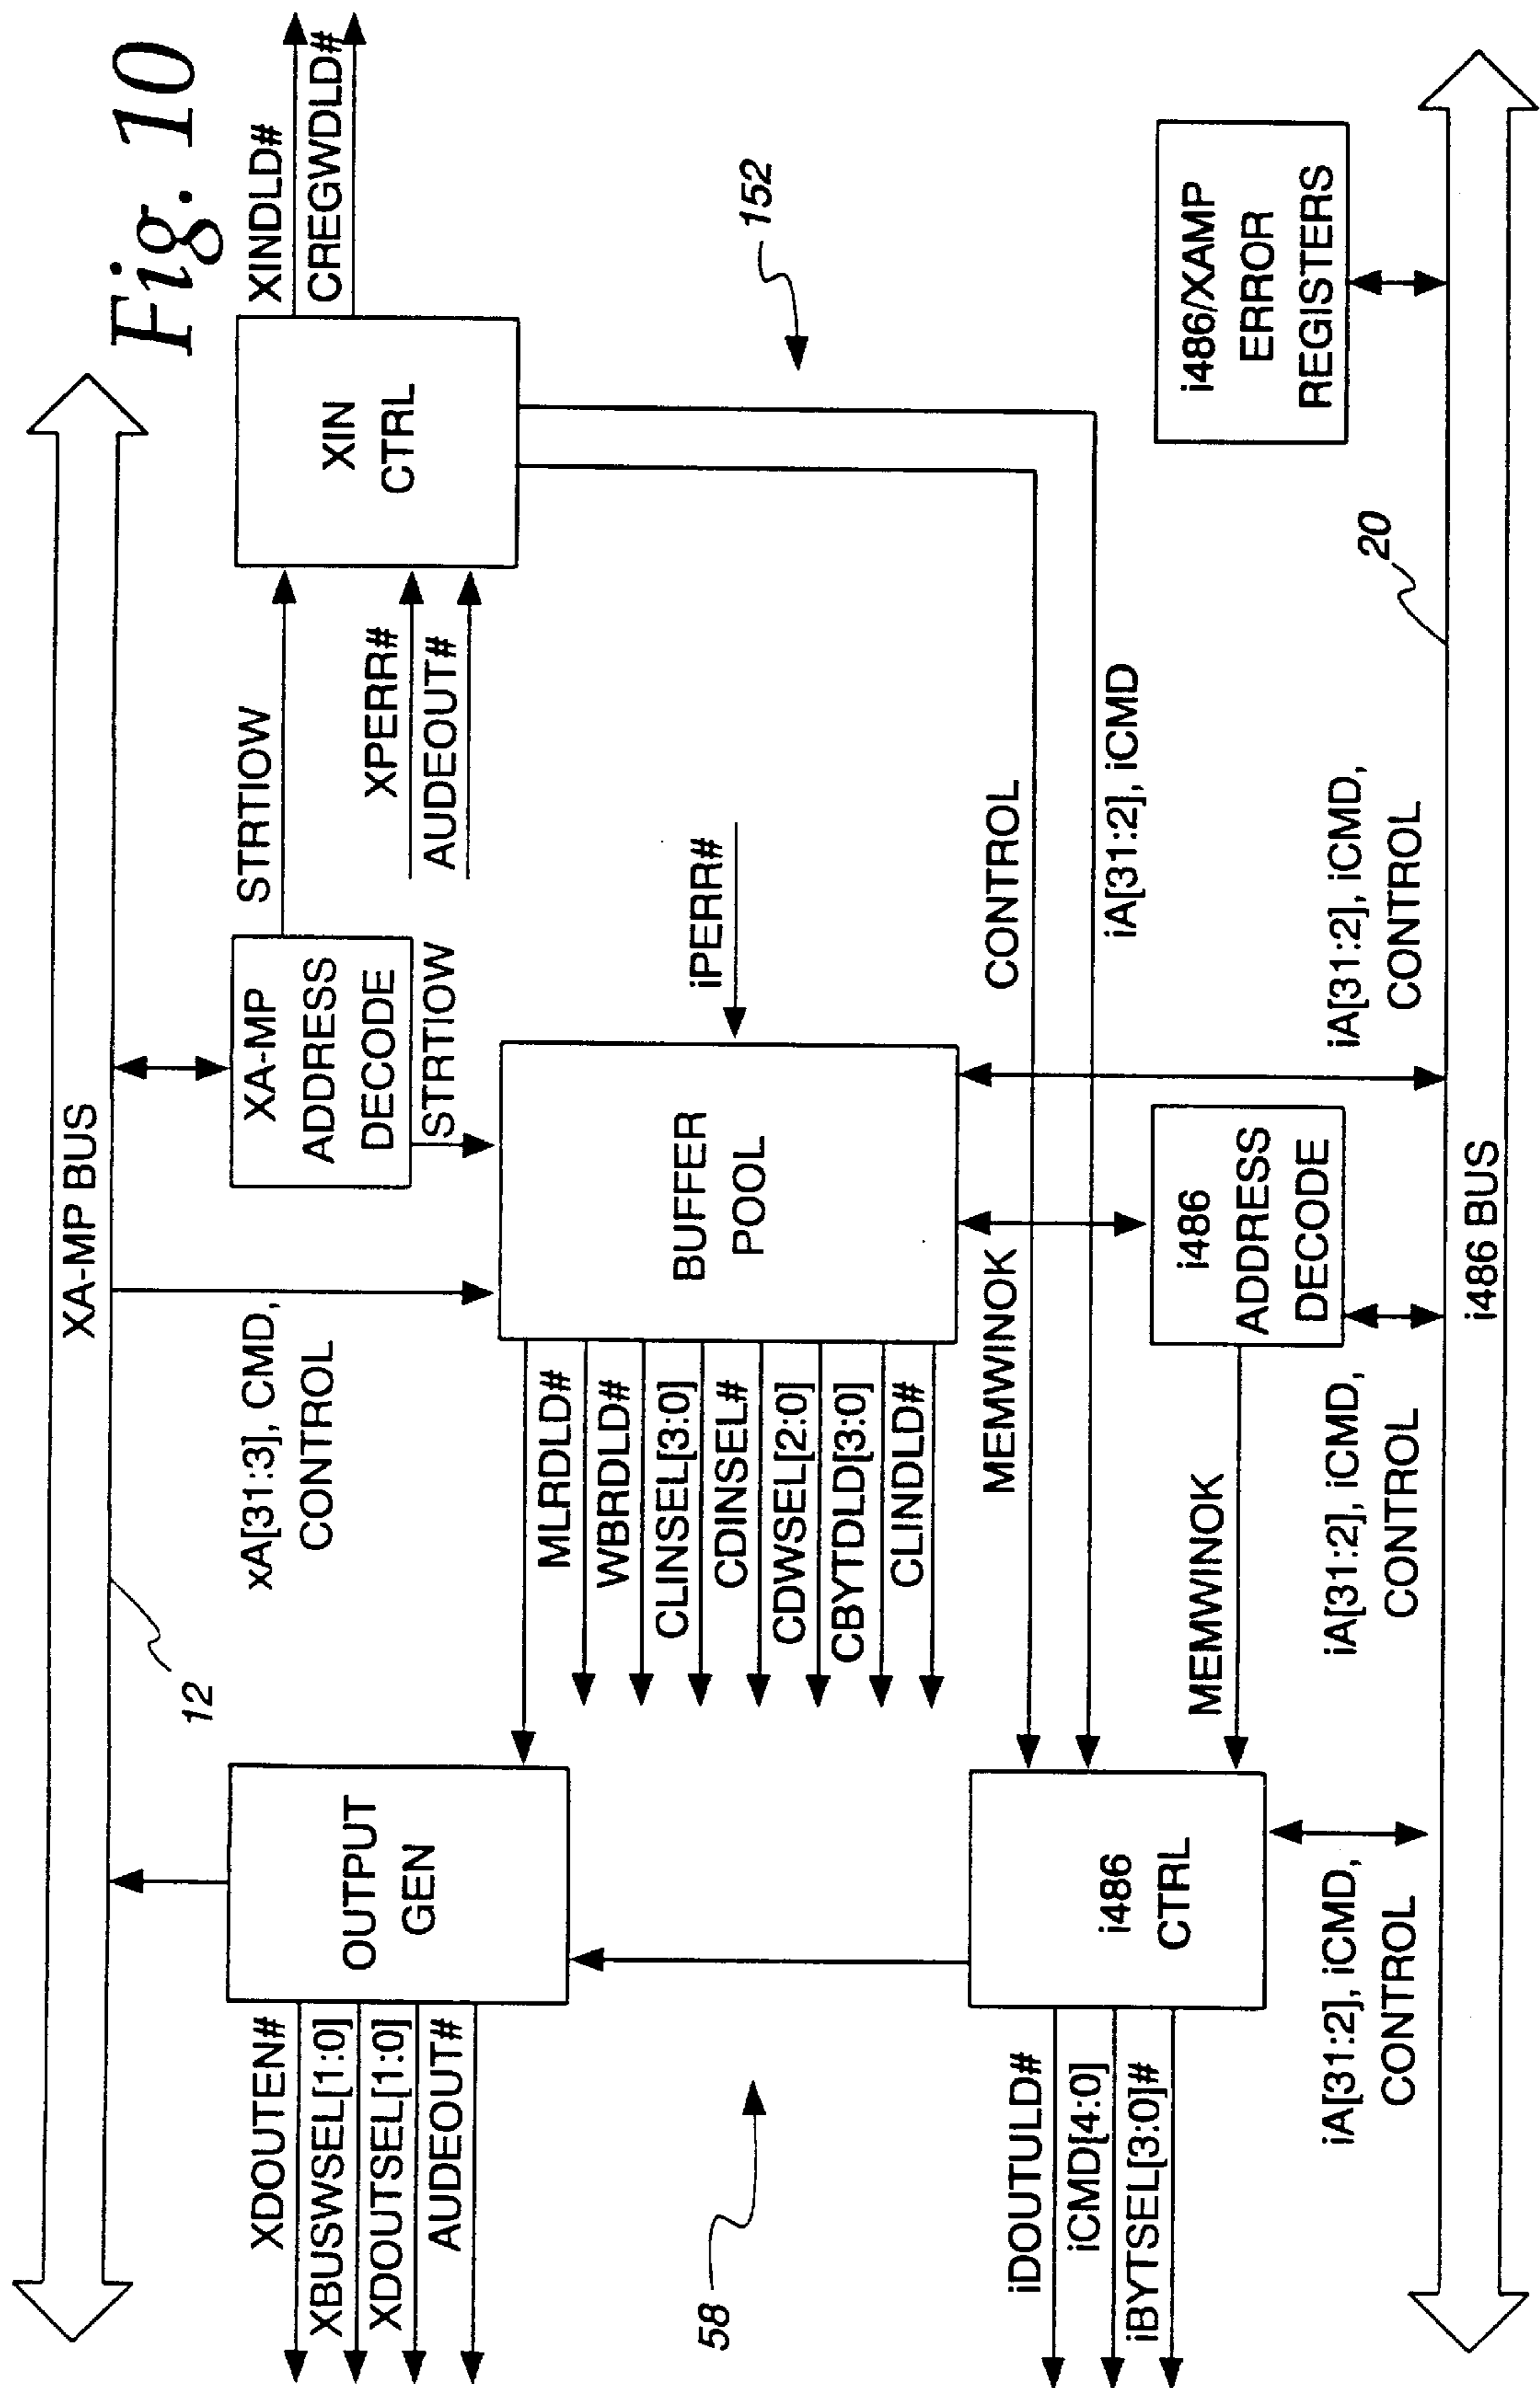 Fig. 10
XA-MP BUS
12
xA[31:3], CMD,
CONTROL
OUTPUT
GEN
XDOUTEN#
XBUSWSEL[1:0]
XDOUTSEL[1:0]
AUDEOUT#
XA-MP
ADDRESS
DECODE
STRTIOW
STRTIOW
XPERR#
AUDEOUT#
XIN
CTRL
XINDLD#
CREGWDLD#
152
BUFFER
POOL
iPERR#
MLRDLD#
WBRDLD#
CLINSEL[3:0]
CDINSEL#
CDWSEL[2:0]
CBYTDLD[3:0]
CLINDLD#
MEMWINOK
CONTROL
iA[31:2], iCMD
58
i486
CTRL
iDOUTULD#
iCMD[4:0]
iBYTSEL[3:0]#
MEMWINOK
i486
ADDRESS
DECODE
i486/XAMP
ERROR
REGISTERS
iA[31:2], iCMD,
CONTROL
iA[31:2], iCMD,
CONTROL
iA[31:2], iCMD,
CONTROL
20
i486 BUS